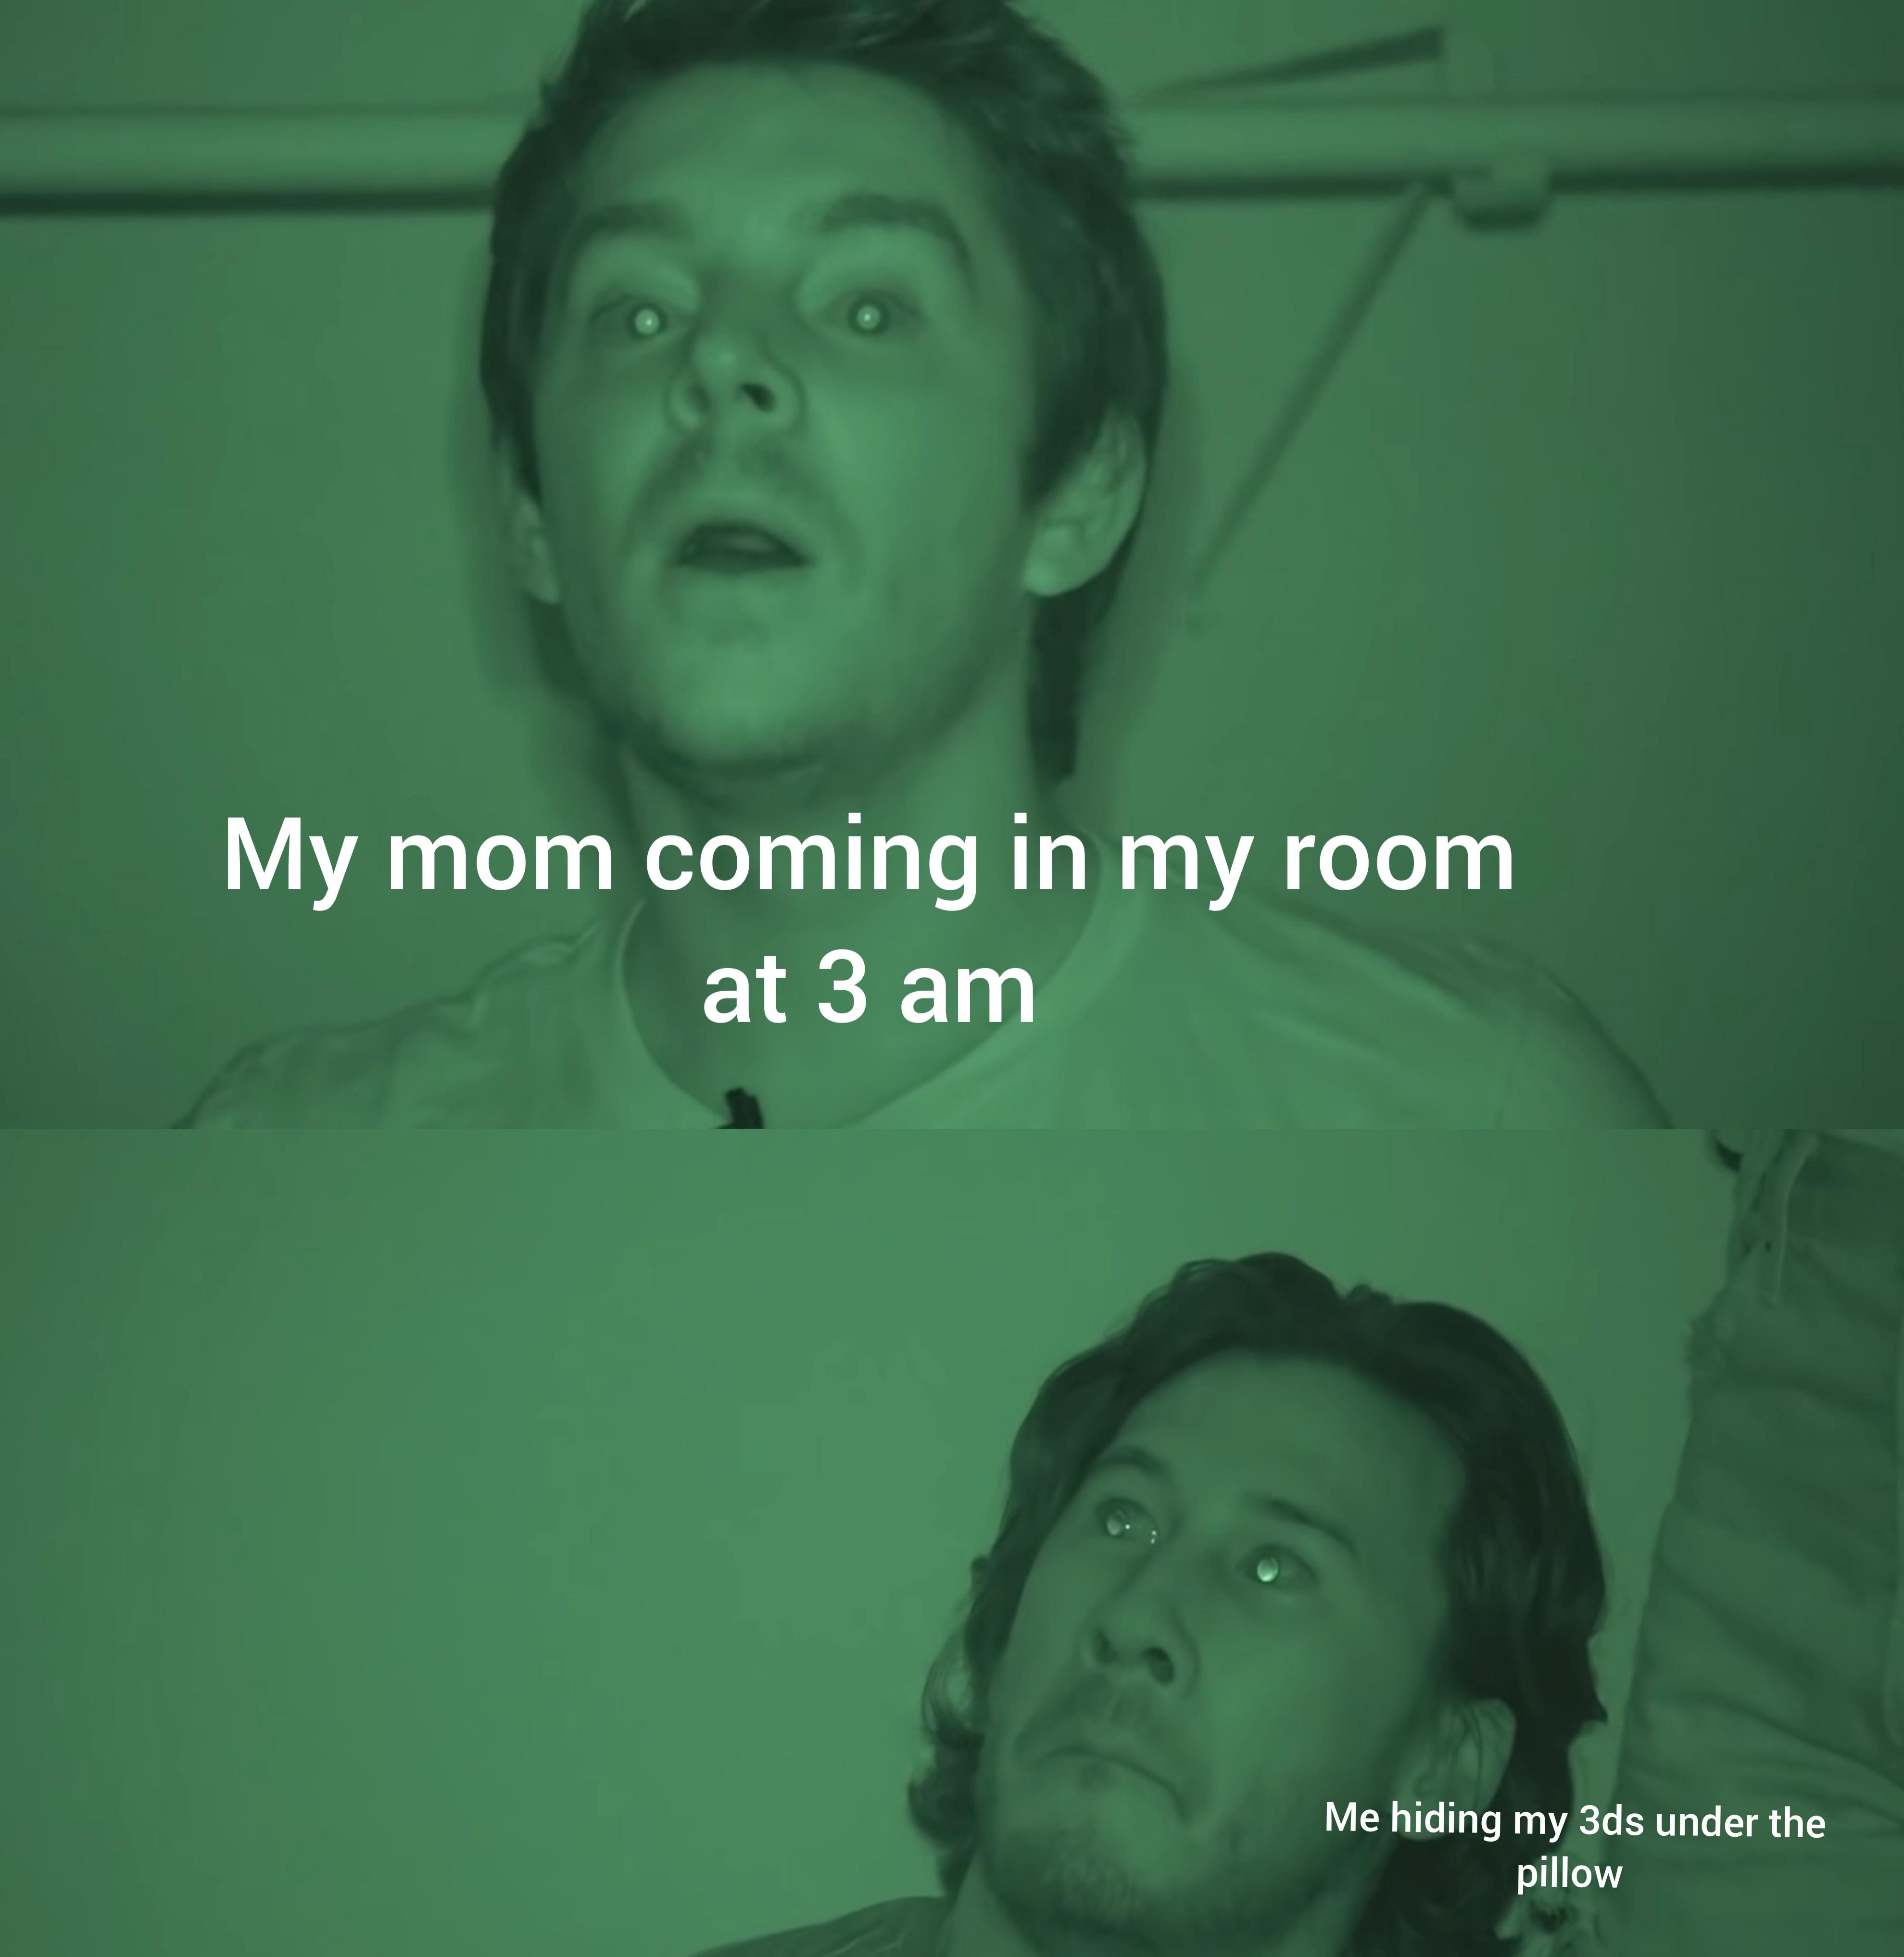 My mom coming in my room
at 3 am
Me hiding my 3ds under the
pillow